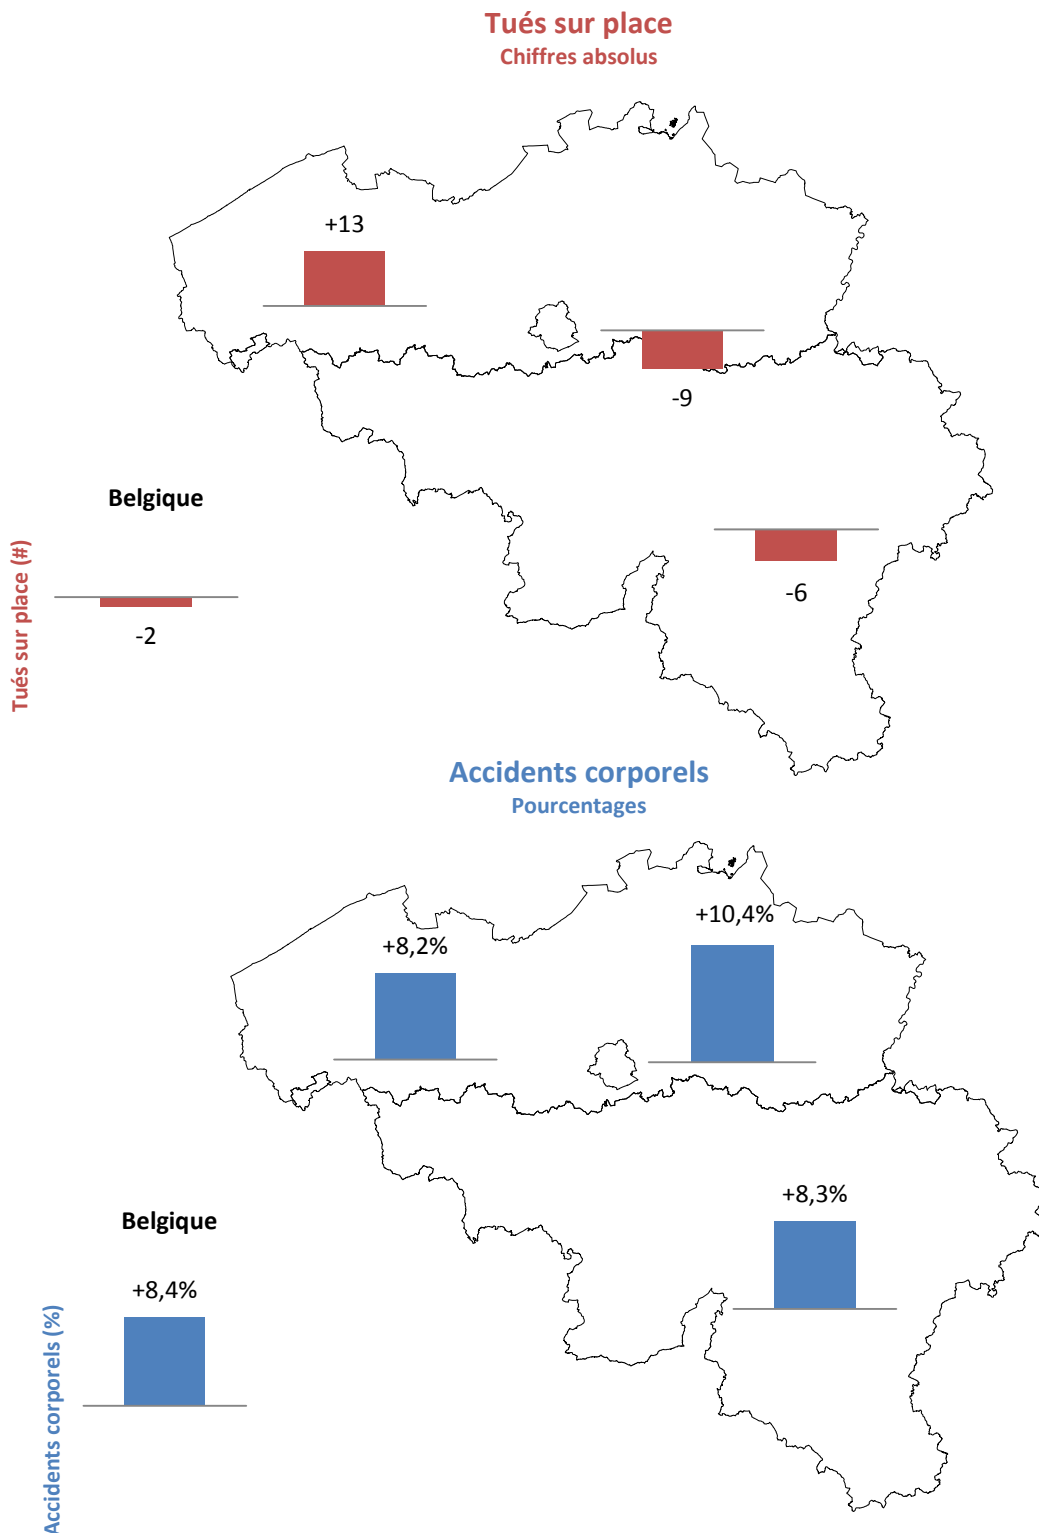 Tués sur place
Chiffres absolus
+13
-9
Belgique
-6
Tués sur place (#)
-2
Accidents corporels
Pourcentages
+10,4%
+8,2%
+8,3%
Belgique
+8,4%
Accidents corporels (%)